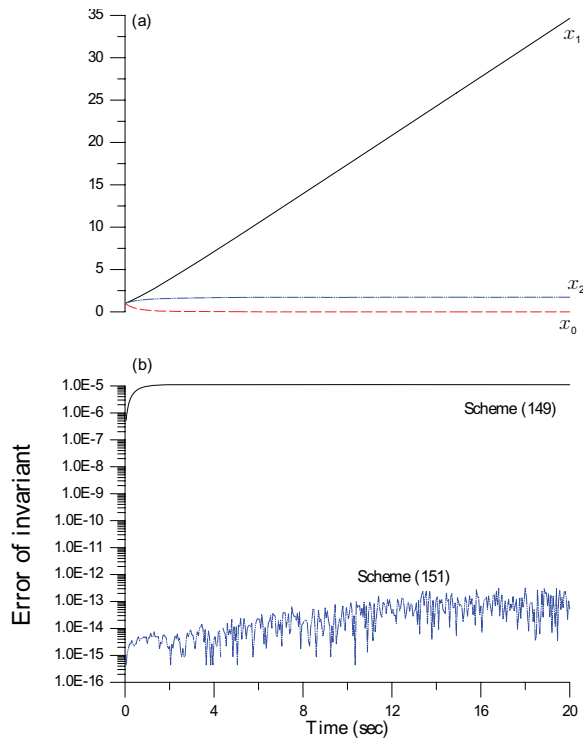 (a)
35
30
25
20
15
10
5
0
x₁
x₂
x₀
(b)
1.0E-5
1.0E-6
1.0E-7
1.0E-8
1.0E-9
1.0E-10
1.0E-11
1.0E-12
1.0E-13
1.0E-14
1.0E-15
1.0E-16
Error of invariant
Scheme (149)
Scheme (151)
0 4 8 12 16 20
Time (sec)